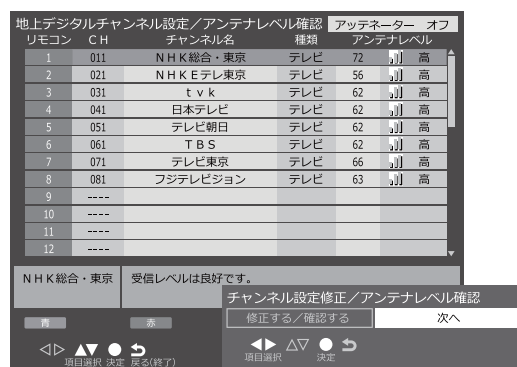 地上デジタルチャンネル設定／アンテナレベル確認 アッテネーター オフ
リモコン ＣＨ チャンネル名 種類 アンテナレベル
1 011 ＮＨＫ総合・東京 テレビ 72 高
2 021 ＮＨＫＥテレ東京 テレビ 56 高
3 031 ｔｖｋ テレビ 62 高
4 041 日本テレビ テレビ 62 高
5 051 テレビ朝日 テレビ 62 高
6 061 ＴＢＳ テレビ 62 高
7 071 テレビ東京 テレビ 66 高
8 081 フジテレビジョン テレビ 63 高
9 ----
10 ----
11 ----
12 ----
ＮＨＫ総合・東京 受信レベルは良好です。
チャンネル設定修正／アンテナレベル確認
修正する／確認する 次へ
青 赤
項目選択 決定 戻る(終了)
項目選択 決定